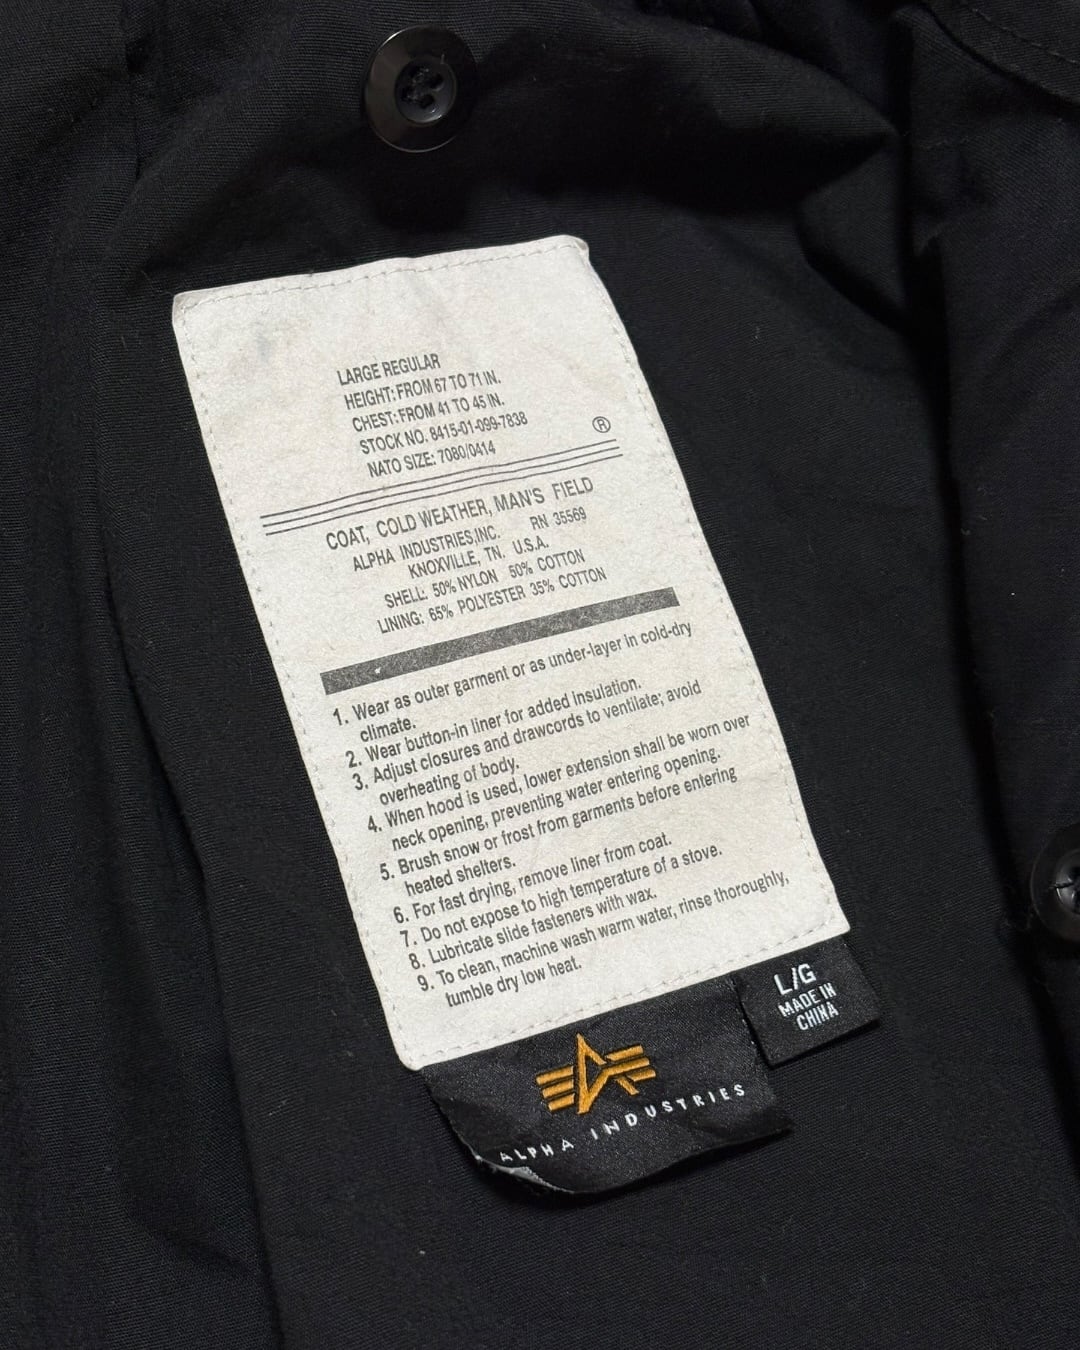 LARGE REGULAR
HEIGHT: FROM 67 TO 71 IN.
CHEST: FROM 41 TO 45 IN.
STOCK NO. 8415-01-099-7838
NATO SIZE: 7080/0414
®
COAT, COLD WEATHER, MAN'S FIELD
ALPHA INDUSTRIES,INC. RN 35569
KNOXVILLE, TN. U.S.A.
SHELL: 50% NYLON 50% COTTON
LINING: 65% POLYESTER 35% COTTON
1. Wear as outer garment or as under-layer in cold-dry
climate.
2. Wear button-in liner for added insulation.
3. Adjust closures and drawcords to ventilate; avoid
overheating of body.
4. When hood is used, lower extension shall be worn over
neck opening, preventing water entering opening.
5. Brush snow or frost from garments before entering
heated shelters.
6. For fast drying, remove liner from coat.
7. Do not expose to high temperature of a stove.
8. Lubricate slide fasteners with wax.
9. To clean, machine wash warm water, rinse thoroughly,
tumble dry low heat.
L/G
MADE IN
CHINA
ALPHA INDUSTRIES